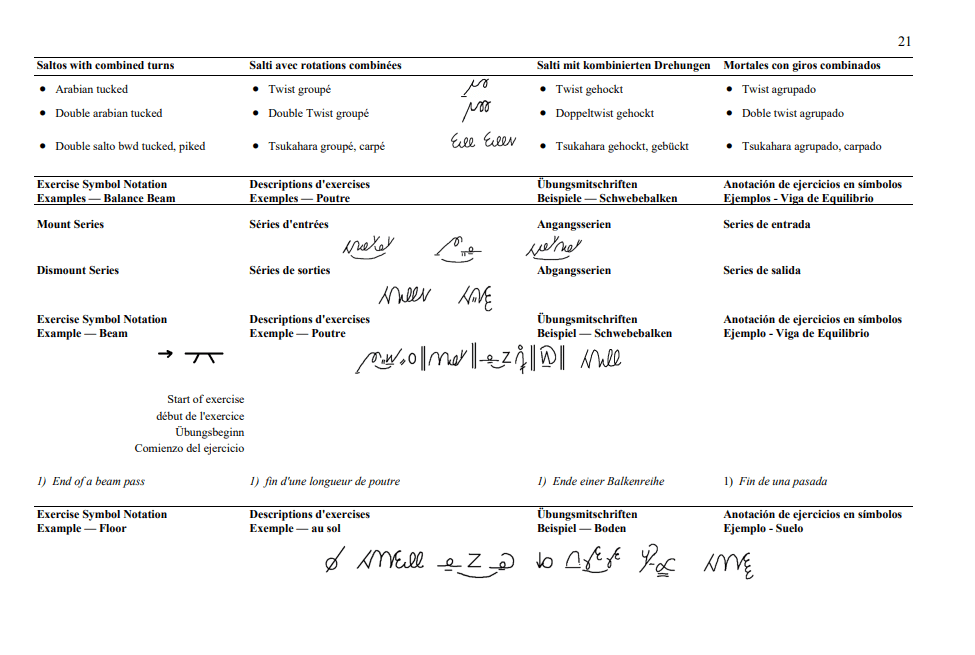 21
Saltos with combined turns Salti avec rotations combinées Salti mit kombinierten Drehungen Mortales con giros combinados
• Arabian tucked • Twist groupé • Twist gehockt • Twist agrupado
• Double arabian tucked • Double Twist groupé • Doppeltwist gehockt • Doble twist agrupado
• Double salto bwd tucked, piked • Tsukahara groupé, carpé • Tsukahara gehockt, gebückt • Tsukahara agrupado, carpado
Exercise Symbol Notation Descriptions d'exercises Übungsmitschriften Anotación de ejercicios en símbolos
Examples — Balance Beam Exemples — Poutre Beispiele — Schwebebalken Ejemplos - Viga de Equilibrio
Mount Series Séries d'entrées Angangsserien Series de entrada
Dismount Series Séries de sorties Abgangsserien Series de salida
Exercise Symbol Notation Descriptions d'exercises Übungsmitschriften Anotación de ejercicios en símbolos
Example — Beam Exemple — Poutre Beispiel — Schwebebalken Ejemplo - Viga de Equilibrio
Start of exercise
début de l'exercice
Übungsbeginn
Comienzo del ejercicio
1) End of a beam pass 1) fin d'une longueur de poutre 1) Ende einer Balkenreihe 1) Fin de una pasada
Exercise Symbol Notation Descriptions d'exercises Übungsmitschriften Anotación de ejercicios en símbolos
Example — Floor Exemple — au sol Beispiel — Boden Ejemplo - Suelo